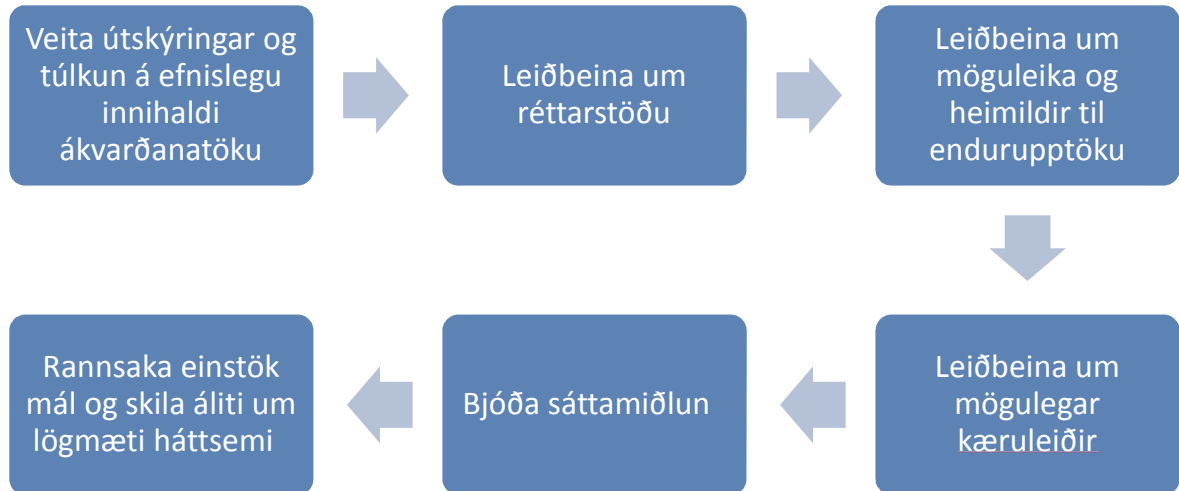 Veita útskýringar og
túlkun á efnislegu
innihaldi
ákvarðanatöku
Leiðbeina um
réttarstöðu
Leiðbeina um
möguleika og
heimildir til
endurupptöku
Leiðbeina um
mögulegar
kæruleiðir
Bjóða sáttamiðlun
Rannsaka einstök
mál og skila áliti um
lögmæti háttsemi